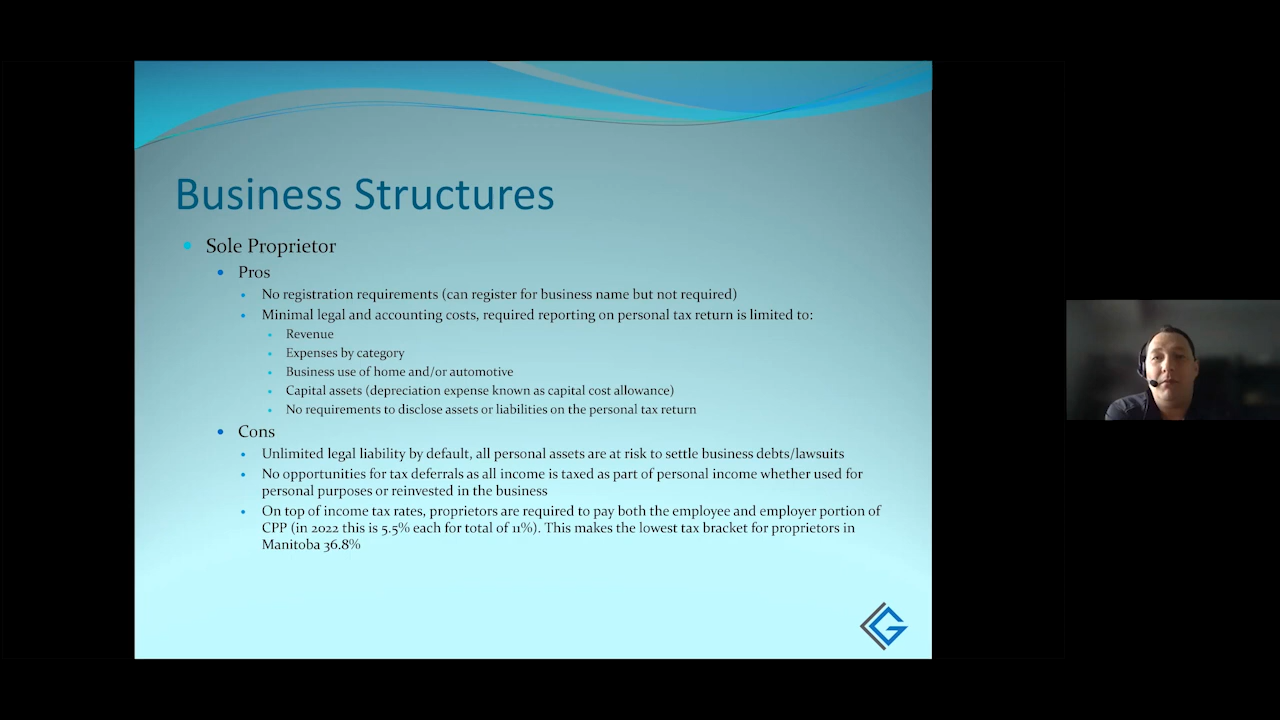 Business Structures
Sole Proprietor
Pros
No registration requirements (can register for business name but not required)
Minimal legal and accounting costs, required reporting on personal tax return is limited to:
Revenue
Expenses by category
Business use of home and/or automotive
Capital assets (depreciation expense known as capital cost allowance)
No requirements to disclose assets or liabilities on the personal tax return
Cons
Unlimited legal liability by default, all personal assets are at risk to settle business debts/lawsuits
No opportunities for tax deferrals as all income is taxed as part of personal income whether used for
personal purposes or reinvested in the business
On top of income tax rates, proprietors are required to pay both the employee and employer portion of
CPP (in 2022 this is 5.5% each for total of 11%). This makes the lowest tax bracket for proprietors in
Manitoba 36.8%